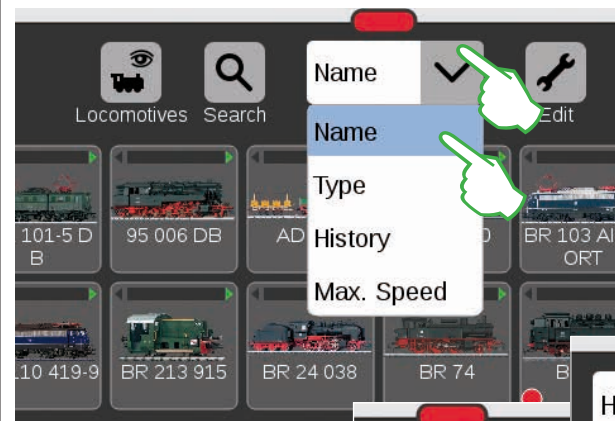 Name
Locomotives Search Edit
Name
Type
History
Max. Speed
101-5 D
B
95 006 DB
AD
BR 103 AI
ORT
110 419-9
BR 213 915
BR 24 038
BR 74
B
H